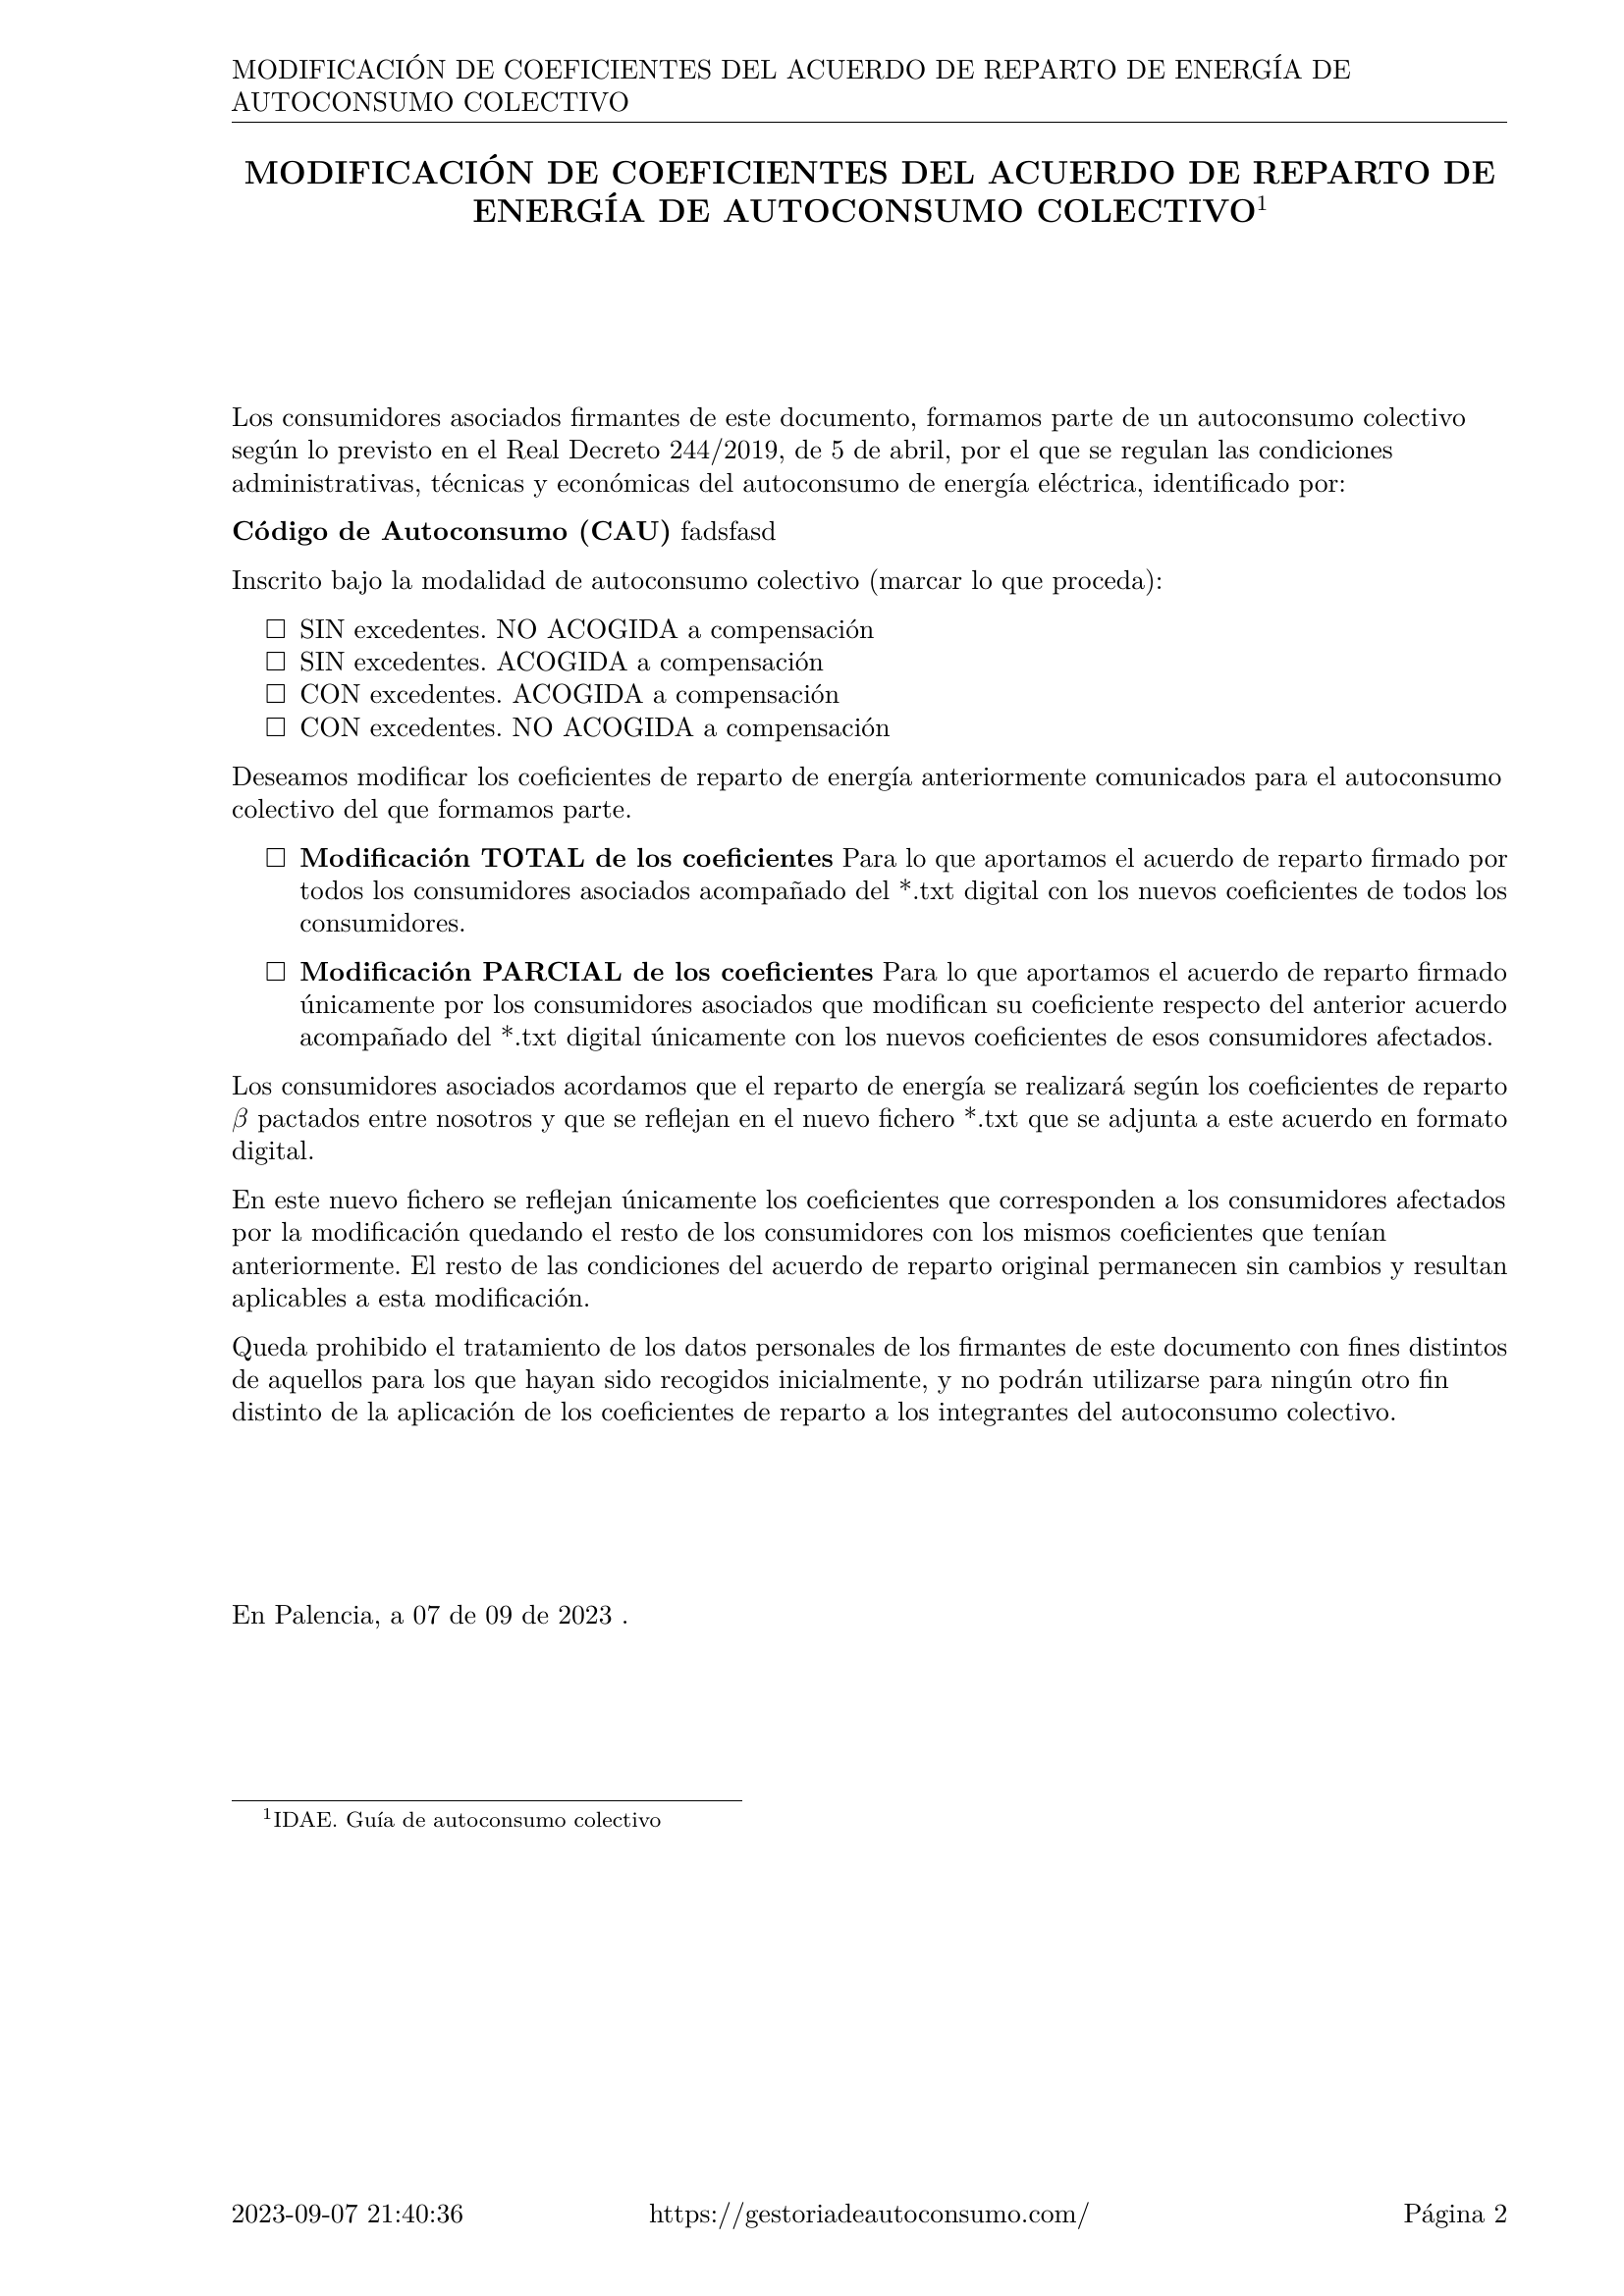 MODIFICACIÓN DE COEFICIENTES DEL ACUERDO DE REPARTO DE ENERGÍA DE
AUTOCONSUMO COLECTIVO
MODIFICACIÓN DE COEFICIENTES DEL ACUERDO DE REPARTO DE
ENERGÍA DE AUTOCONSUMO COLECTIVO¹
Los consumidores asociados firmantes de este documento, formamos parte de un autoconsumo colectivo
según lo previsto en el Real Decreto 244/2019, de 5 de abril, por el que se regulan las condiciones
administrativas, técnicas y económicas del autoconsumo de energía eléctrica, identificado por:
Código de Autoconsumo (CAU) fadsfasd
Inscrito bajo la modalidad de autoconsumo colectivo (marcar lo que proceda):
☐ SIN excedentes. NO ACOGIDA a compensación
☐ SIN excedentes. ACOGIDA a compensación
☐ CON excedentes. ACOGIDA a compensación
☐ CON excedentes. NO ACOGIDA a compensación
Deseamos modificar los coeficientes de reparto de energía anteriormente comunicados para el autoconsumo
colectivo del que formamos parte.
☐ Modificación TOTAL de los coeficientes Para lo que aportamos el acuerdo de reparto firmado por
todos los consumidores asociados acompañado del *.txt digital con los nuevos coeficientes de todos los
consumidores.
☐ Modificación PARCIAL de los coeficientes Para lo que aportamos el acuerdo de reparto firmado
únicamente por los consumidores asociados que modifican su coeficiente respecto del anterior acuerdo
acompañado del *.txt digital únicamente con los nuevos coeficientes de esos consumidores afectados.
Los consumidores asociados acordamos que el reparto de energía se realizará según los coeficientes de reparto
β pactados entre nosotros y que se reflejan en el nuevo fichero *.txt que se adjunta a este acuerdo en formato
digital.
En este nuevo fichero se reflejan únicamente los coeficientes que corresponden a los consumidores afectados
por la modificación quedando el resto de los consumidores con los mismos coeficientes que tenían
anteriormente. El resto de las condiciones del acuerdo de reparto original permanecen sin cambios y resultan
aplicables a esta modificación.
Queda prohibido el tratamiento de los datos personales de los firmantes de este documento con fines distintos
de aquellos para los que hayan sido recogidos inicialmente, y no podrán utilizarse para ningún otro fin
distinto de la aplicación de los coeficientes de reparto a los integrantes del autoconsumo colectivo.
En Palencia, a 07 de 09 de 2023 .
¹IDAE. Guía de autoconsumo colectivo
2023-09-07 21:40:36 https://gestoriadeautoconsumo.com/ Página 2